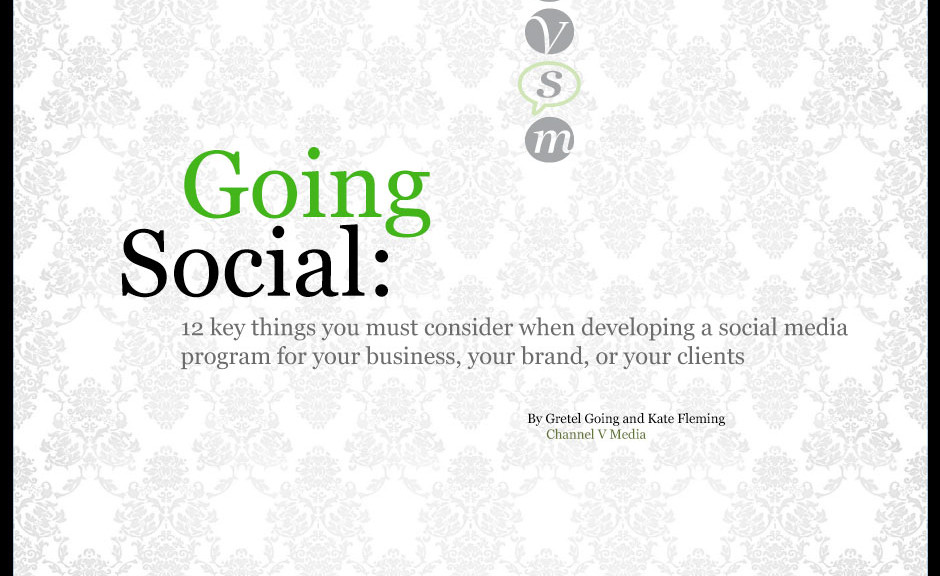 V
s
m
Going
Social:
12 key things you must consider when developing a social media
program for your business, your brand, or your clients
By Gretel Going and Kate Fleming
Channel V Media